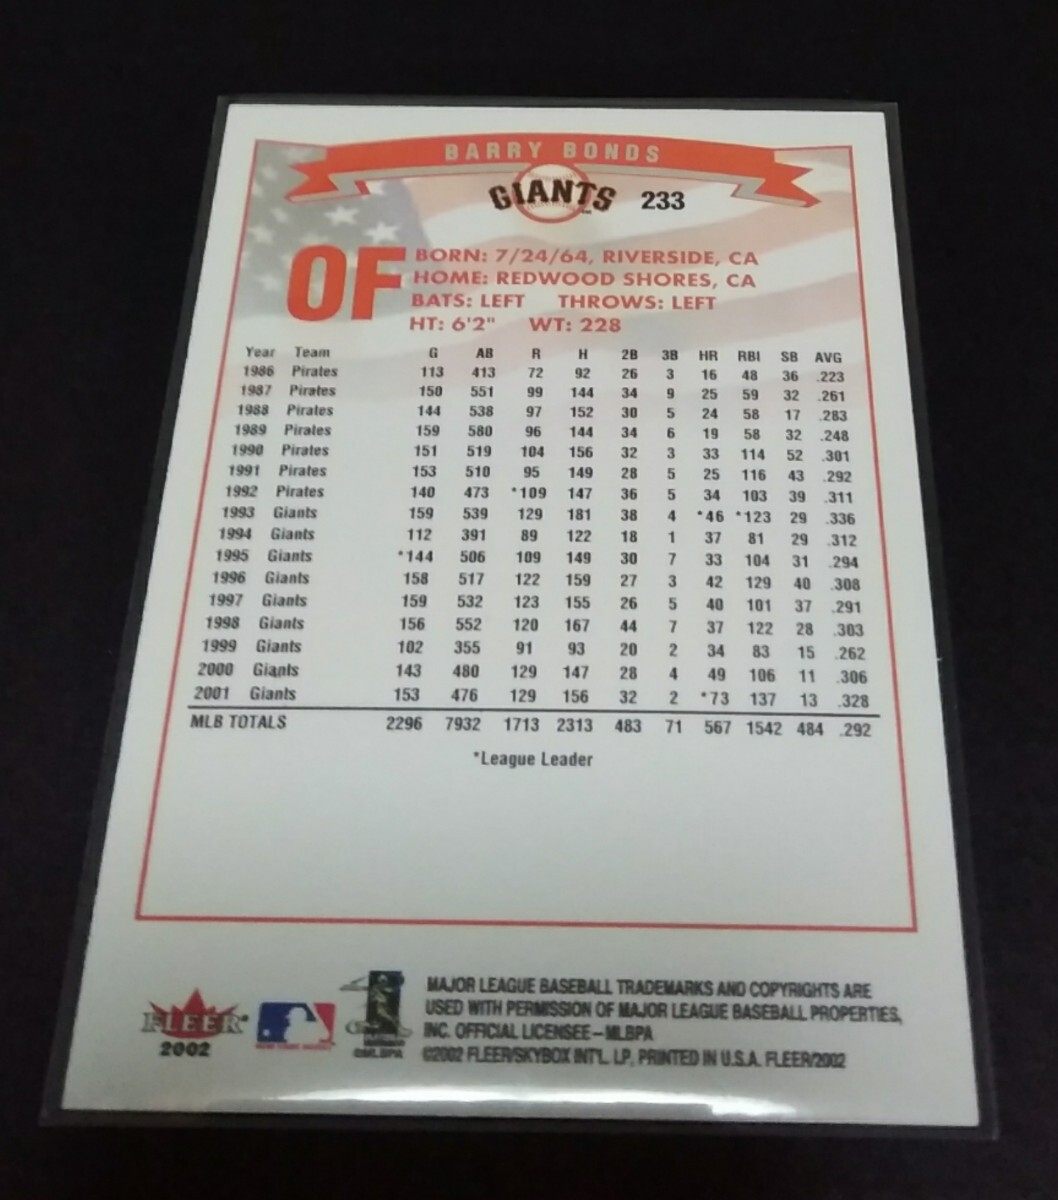 BARRY BONDS
GIANTS 233
OF
BORN: 7/24/64, RIVERSIDE, CA
HOME: REDWOOD SHORES, CA
BATS: LEFT THROWS: LEFT
HT: 6'2" WT: 228
Year Team G AB R H 2B 3B HR RBI SB AVG
1986 Pirates 113 413 72 92 26 3 16 48 36 .223
1987 Pirates 150 551 99 144 34 9 25 59 32 .261
1988 Pirates 144 538 97 152 30 5 24 58 17 .283
1989 Pirates 159 580 96 144 34 6 19 58 32 .248
1990 Pirates 151 519 104 156 32 3 33 114 52 .301
1991 Pirates 153 510 95 149 28 5 25 116 43 .292
1992 Pirates 140 473 *109 147 36 5 34 103 39 .311
1993 Giants 159 539 129 181 38 4 *46 *123 29 .336
1994 Giants 112 391 89 122 18 1 37 81 29 .312
1995 Giants *144 506 109 149 30 7 33 104 31 .294
1996 Giants 158 517 122 159 27 3 42 129 40 .308
1997 Giants 159 532 123 155 26 5 40 101 37 .291
1998 Giants 156 552 120 167 44 7 37 122 28 .303
1999 Giants 102 355 91 93 20 2 34 83 15 .262
2000 Giants 143 480 129 147 28 4 49 106 11 .306
2001 Giants 153 476 129 156 32 2 *73 137 13 .328
MLB TOTALS 2296 7932 1713 2313 483 71 567 1542 484 .292
*League Leader
FLEER
2002
©MLBPA
MAJOR LEAGUE BASEBALL TRADEMARKS AND COPYRIGHTS ARE
USED WITH PERMISSION OF MAJOR LEAGUE BASEBALL PROPERTIES,
INC. OFFICIAL LICENSEE–MLBPA
©2002 FLEER/SKYBOX INT'L. LP, PRINTED IN U.S.A. FLEER/2002